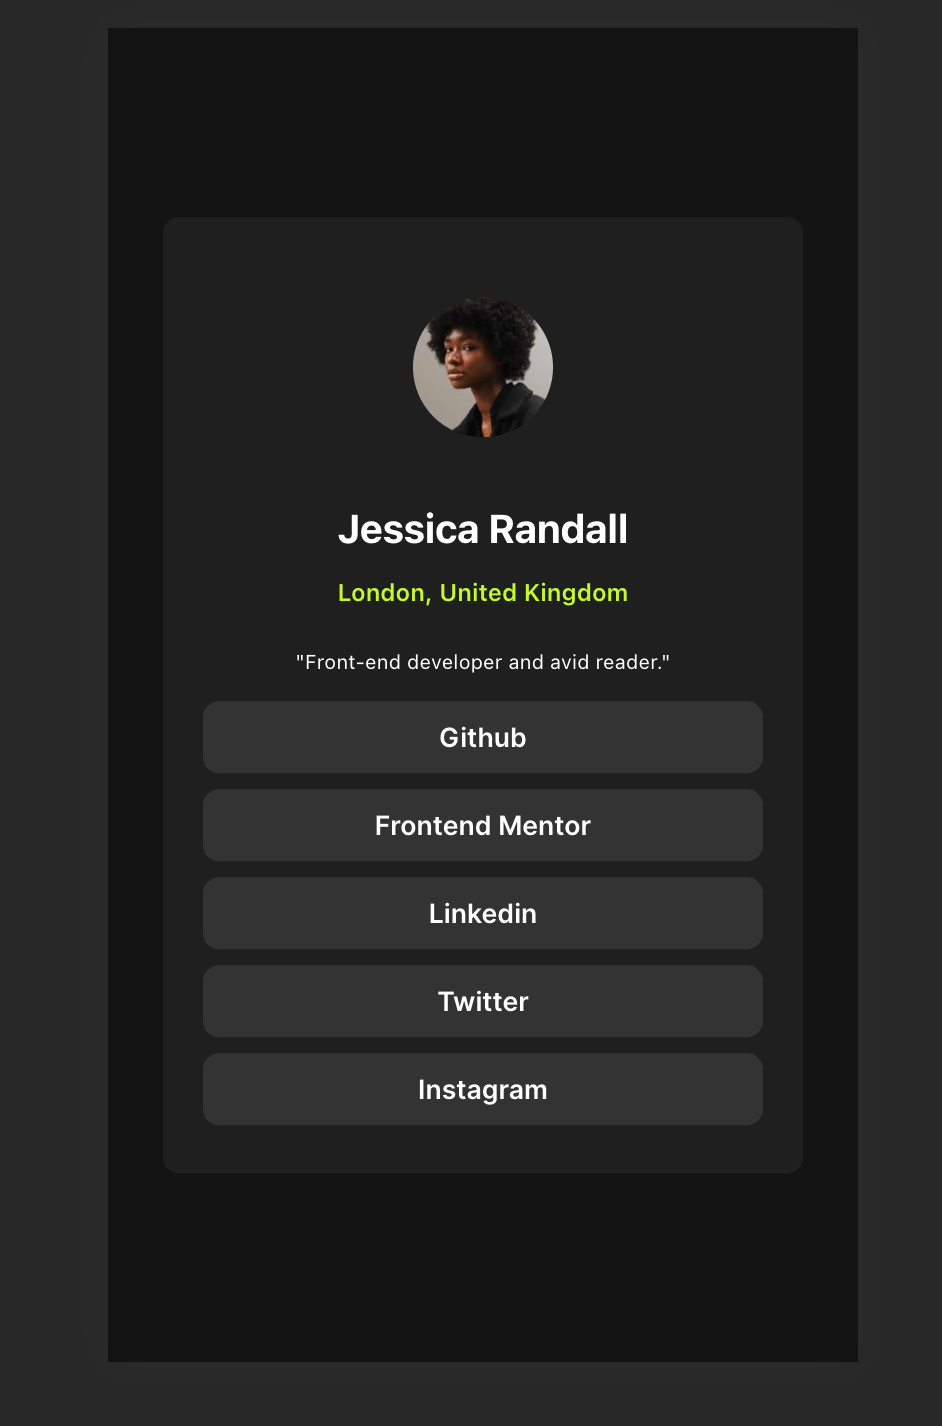 Jessica Randall
London, United Kingdom
"Front-end developer and avid reader."
Github
Frontend Mentor
Linkedin
Twitter
Instagram